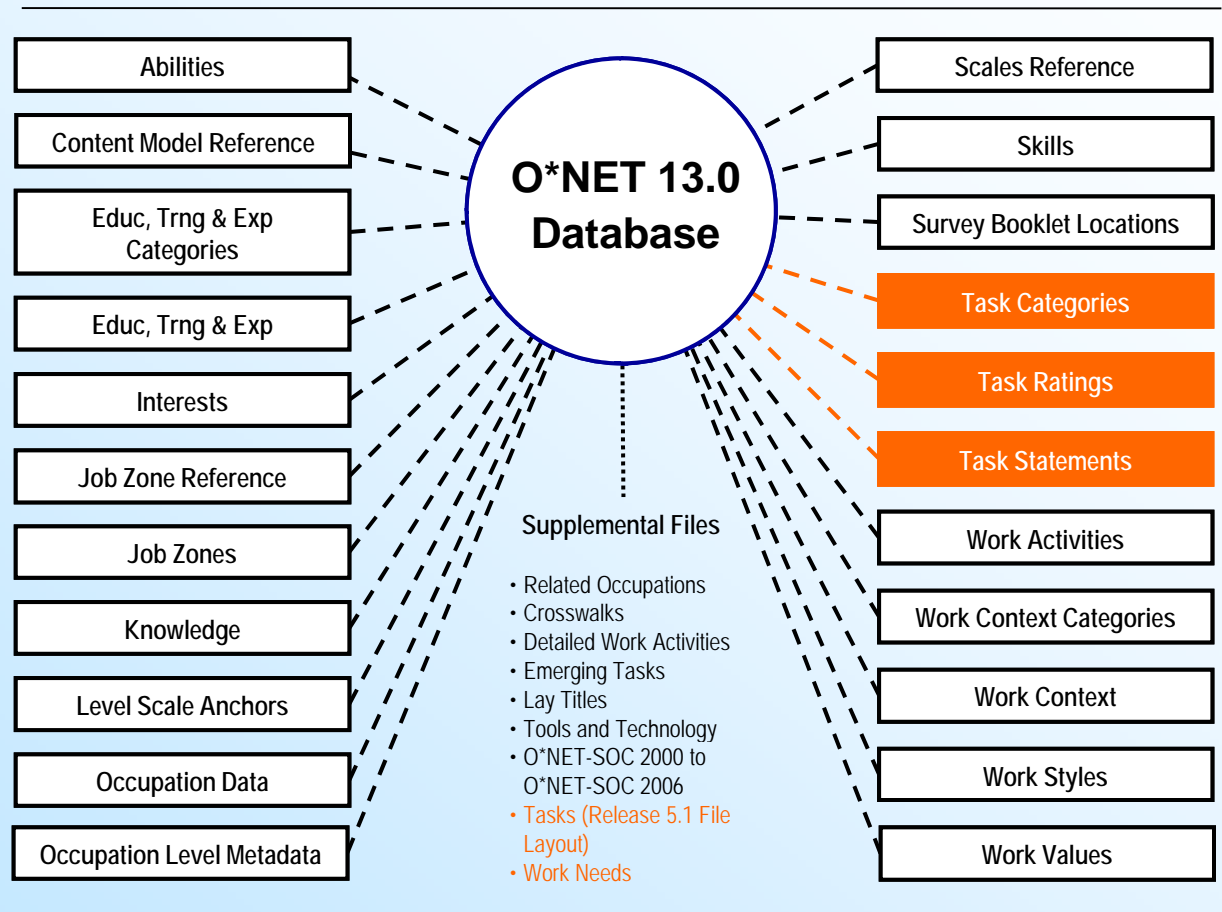 Abilities
Content Model Reference
Educ, Trng & Exp
Categories
Educ, Trng & Exp
Interests
Job Zone Reference
Job Zones
Knowledge
Level Scale Anchors
Occupation Data
Occupation Level Metadata
O*NET 13.0
Database
Supplemental Files
• Related Occupations
• Crosswalks
• Detailed Work Activities
• Emerging Tasks
• Lay Titles
• Tools and Technology
• O*NET-SOC 2000 to
O*NET-SOC 2006
• Tasks (Release 5.1 File
Layout)
• Work Needs
Scales Reference
Skills
Survey Booklet Locations
Task Categories
Task Ratings
Task Statements
Work Activities
Work Context Categories
Work Context
Work Styles
Work Values